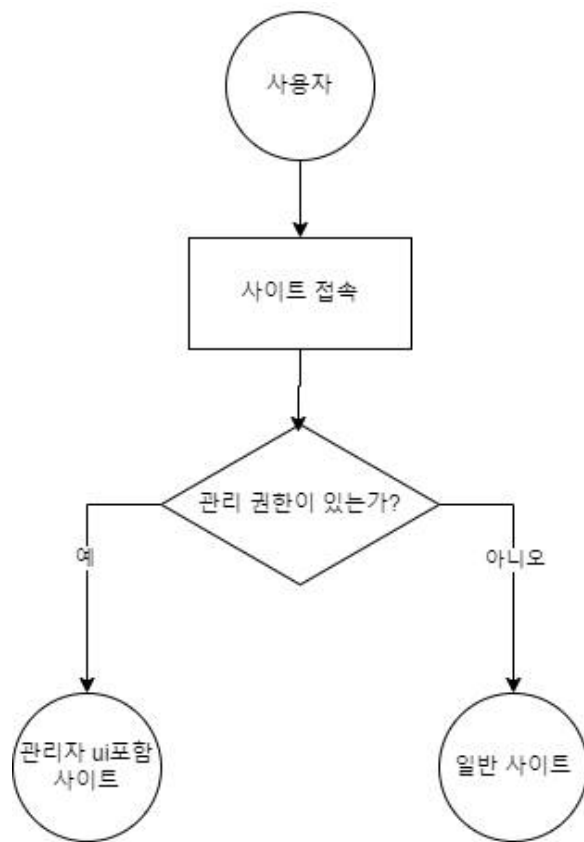 사용자
사이트 접속
관리 권한이 있는가?
예
아니오
관리자 ui포함
사이트
일반 사이트